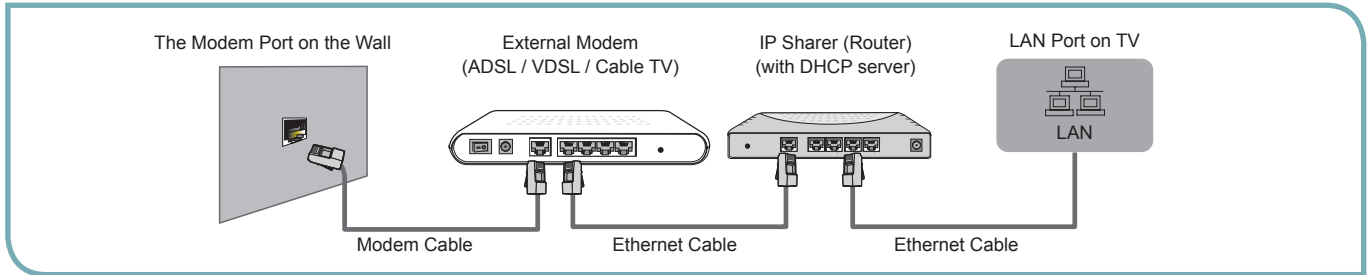 The Modem Port on the Wall
External Modem
(ADSL / VDSL / Cable TV)
IP Sharer (Router)
(with DHCP server)
LAN Port on TV
LAN
Modem Cable
Ethernet Cable
Ethernet Cable